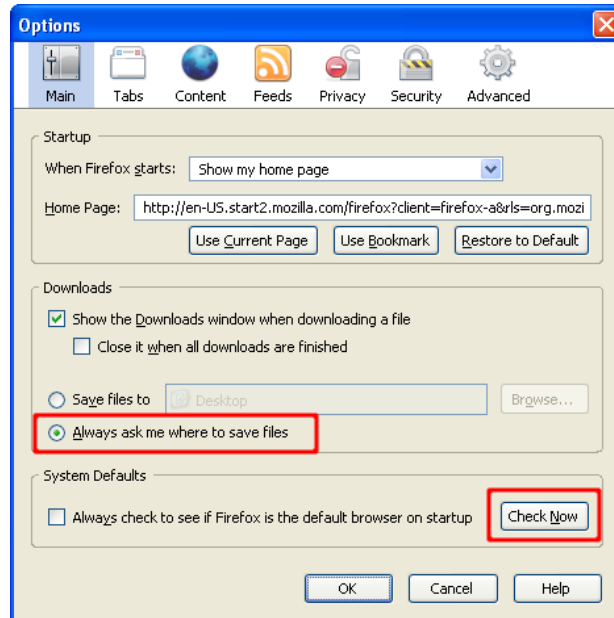 Options
Main Tabs Content Feeds Privacy Security Advanced
Startup
When Firefox starts: Show my home page
Home Page: http://en-US.start2.mozilla.com/firefox?client=firefox-a&rls=org.mozi
Use Current Page Use Bookmark Restore to Default
Downloads
Show the Downloads window when downloading a file
Close it when all downloads are finished
Save files to Desktop Browse...
Always ask me where to save files
System Defaults
Always check to see if Firefox is the default browser on startup Check Now
OK Cancel Help